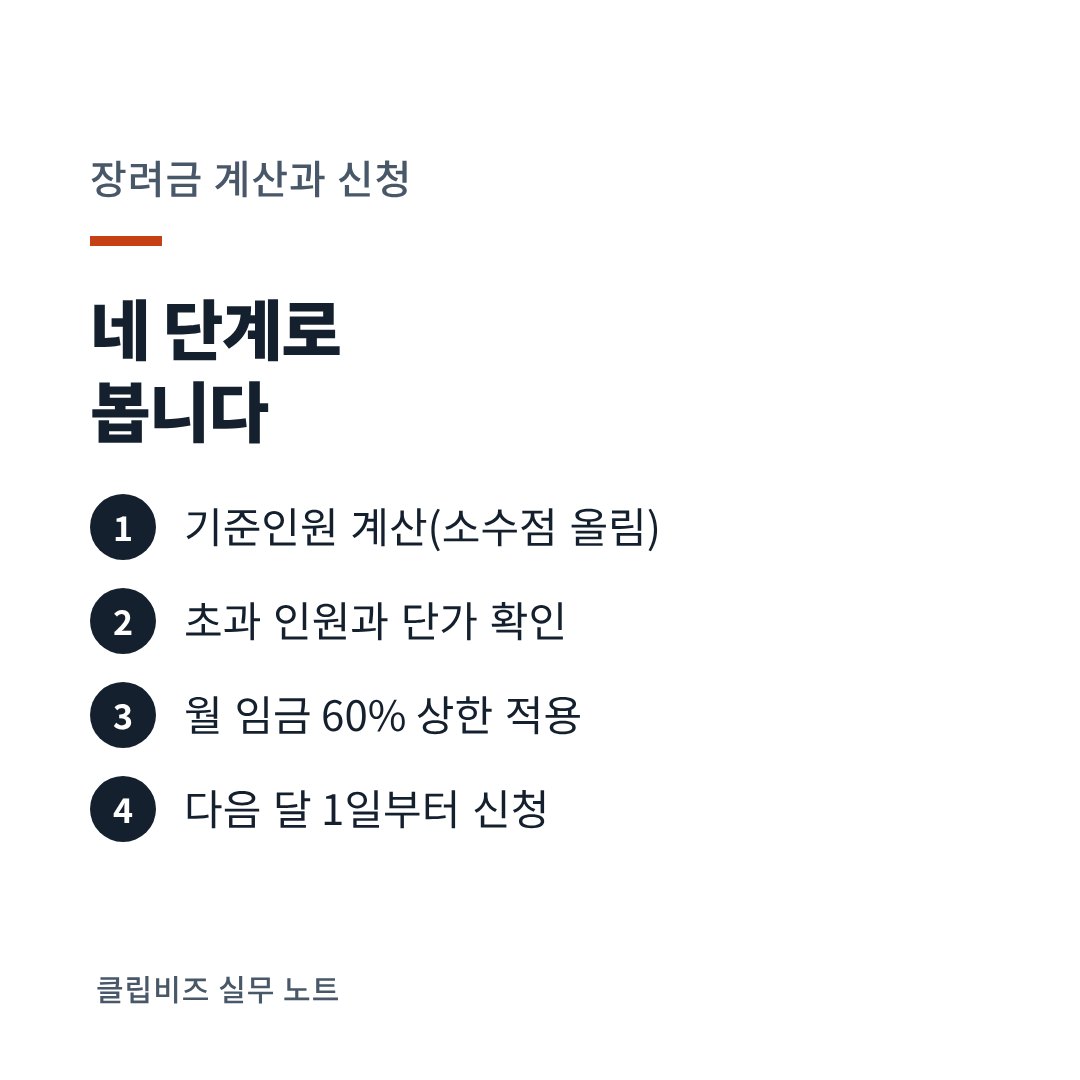 장려금 계산과 신청
네 단계로
봅니다
1 기준인원 계산(소수점 올림)
2 초과 인원과 단가 확인
3 월 임금 60% 상한 적용
4 다음 달 1일부터 신청
클립비즈 실무 노트